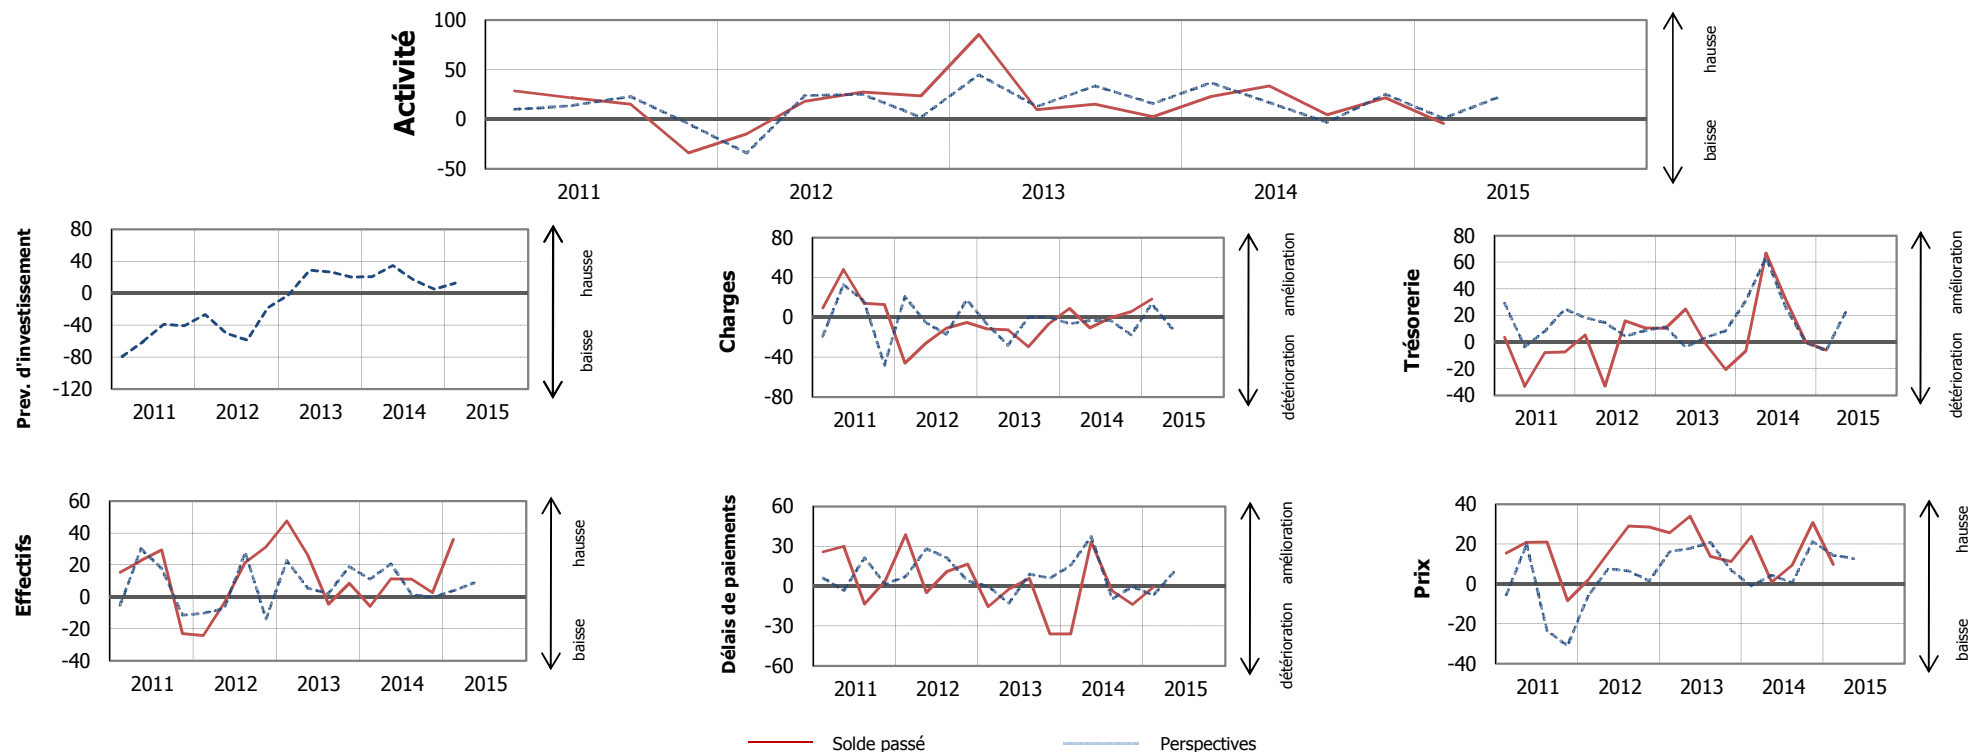 Activité
100
50
0
-50
2011 2012 2013 2014 2015
hausse
baisse
Prev. d'investissement
80
40
0
-40
-80
-120
2011 2012 2013 2014 2015
hausse
baisse
Charges
80
40
0
-40
-80
2011 2012 2013 2014 2015
amélioration
détérioration
Trésorerie
80
60
40
20
0
-20
-40
2011 2012 2013 2014 2015
amélioration
détérioration
Effectifs
60
40
20
0
-20
-40
2011 2012 2013 2014 2015
hausse
baisse
Délais de paiements
60
30
0
-30
-60
2011 2012 2013 2014 2015
amélioration
détérioration
Prix
40
20
0
-20
-40
2011 2012 2013 2014 2015
hausse
baisse
Solde passé Perspectives